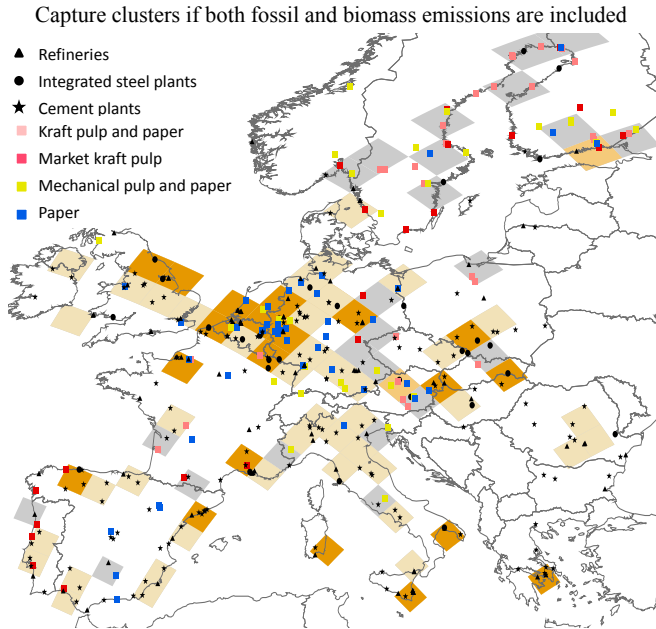 Capture clusters if both fossil and biomass emissions are included
Refineries
Integrated steel plants
Cement plants
Kraft pulp and paper
Market kraft pulp
Mechanical pulp and paper
Paper